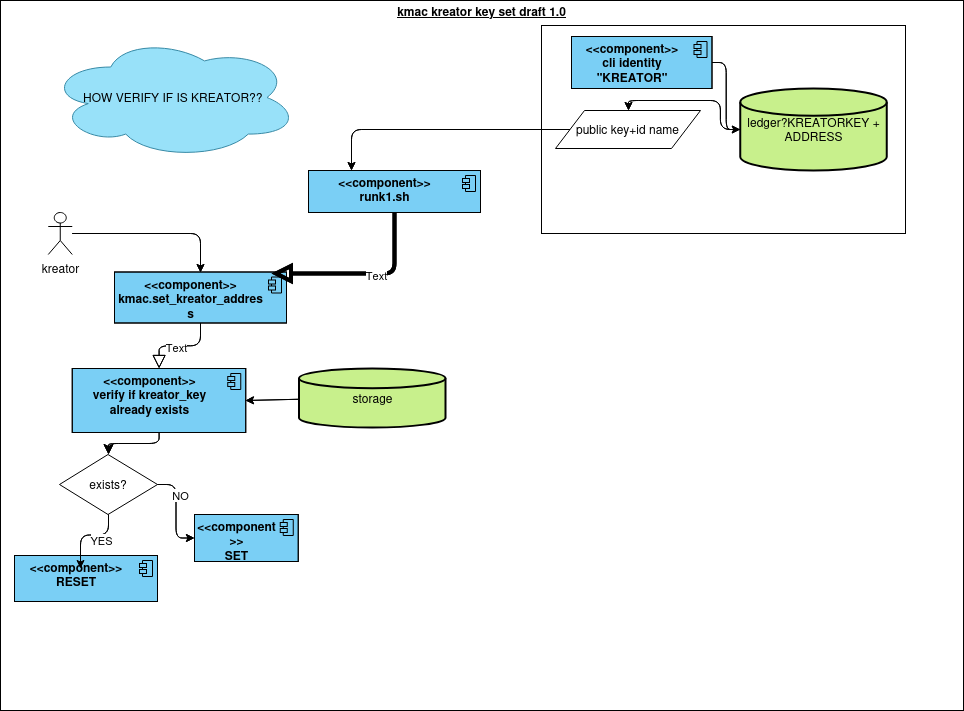 kmac kreator key set draft 1.0
<<component>>
cli identity
"KREATOR"
HOW VERIFY IF IS KREATOR??
ledger?KREATORKEY +
ADDRESS
public key+id name
<<component>>
runk1.sh
kreator
Text
<<component>>
kmac.set_kreator_addres
s
Text
<<component>>
verify if kreator_key
already exists
storage
exists?
NO
<<component
>>
SET
YES
<<component>>
RESET